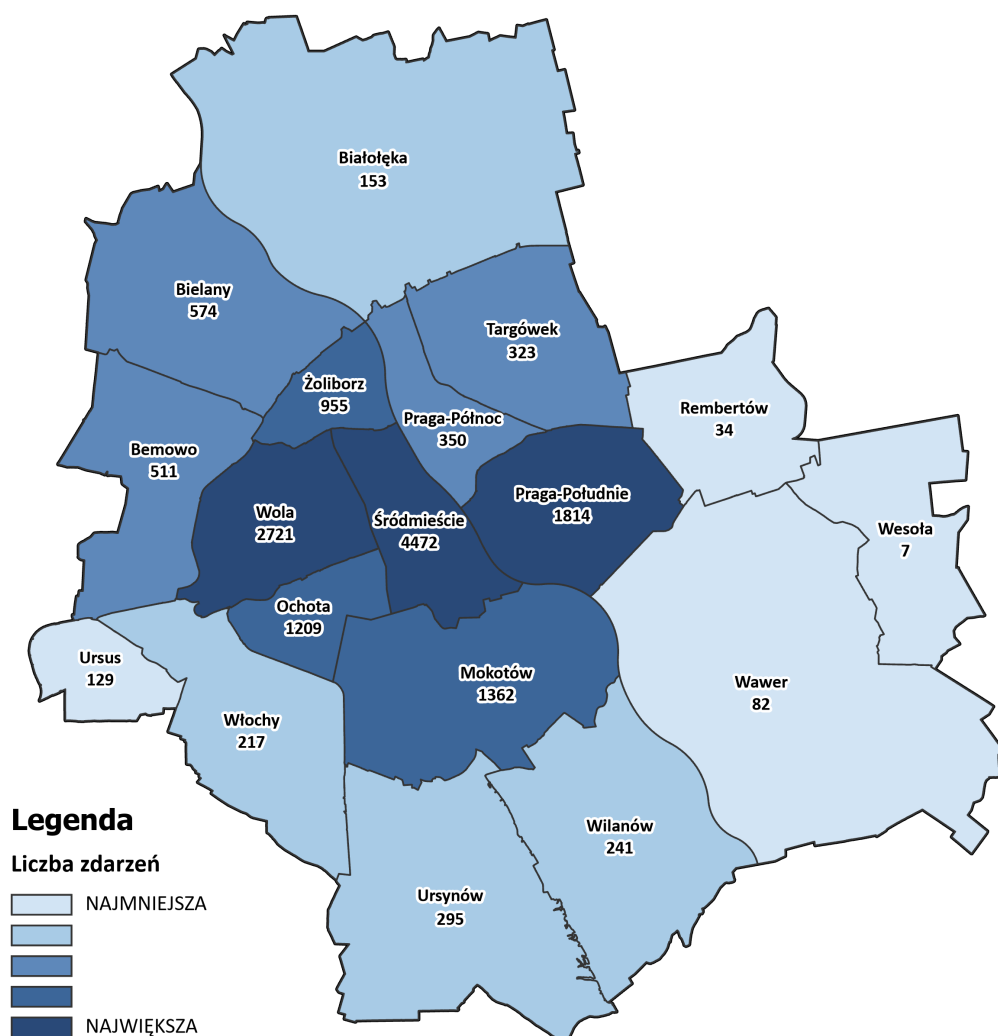 Białołęka
153
Bielany
574
Targówek
323
Żoliborz
955
Praga-Północ
350
Rembertów
34
Bemowo
511
Wola
2721
Śródmieście
4472
Praga-Południe
1814
Wesoła
7
Ochota
1209
Ursus
129
Mokotów
1362
Wawer
82
Włochy
217
Wilanów
241
Ursynów
295
Legenda
Liczba zdarzeń
NAJMNIEJSZA
NAJWIĘKSZA